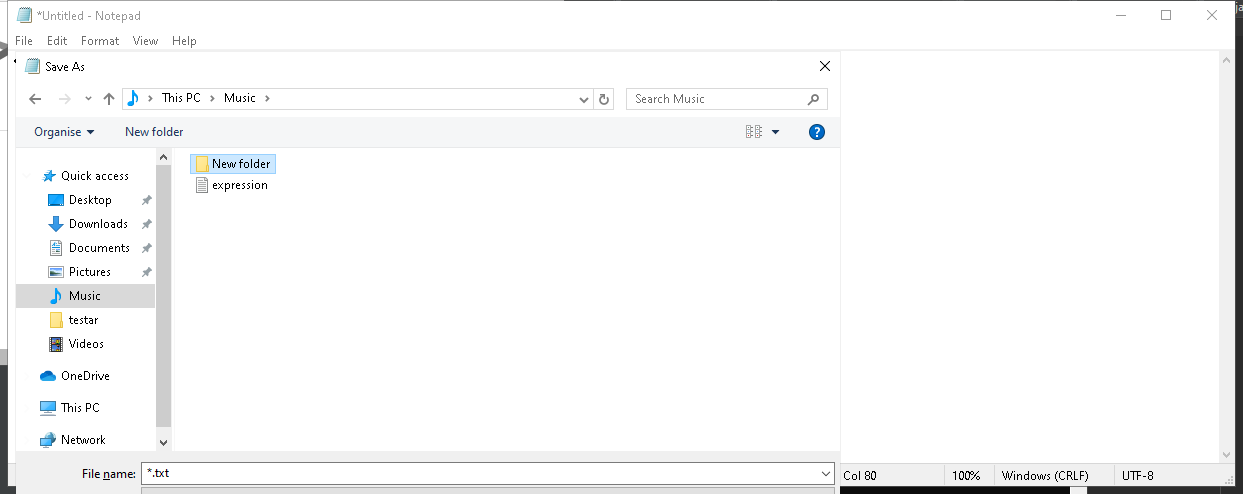 *Untitled - Notepad
File Edit Format View Help
Save As
This PC Music
Search Music
Organise New folder
Quick access
Desktop
Downloads
Documents
Pictures
Music
testar
Videos
OneDrive
This PC
Network
New folder
expression
File name: *.txt
Col 80 100% Windows (CRLF) UTF-8